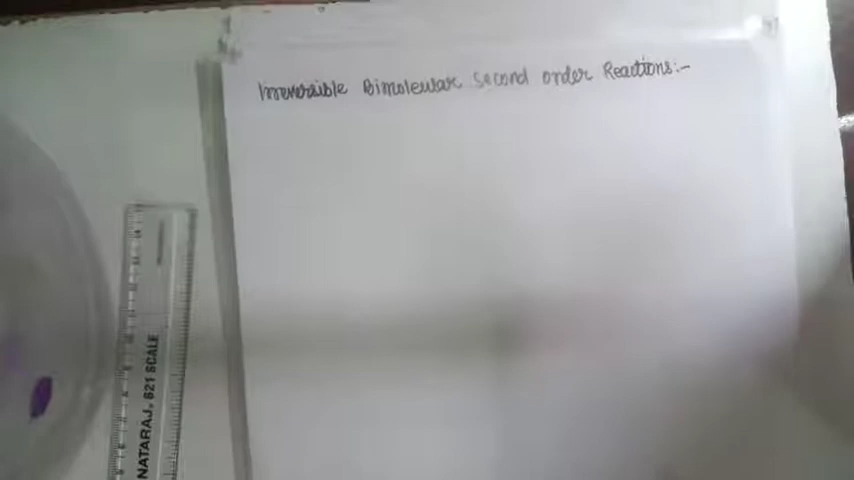 Irreversible Bimolecular Second order Reactions:-
NATARAJ. 621 SCALE